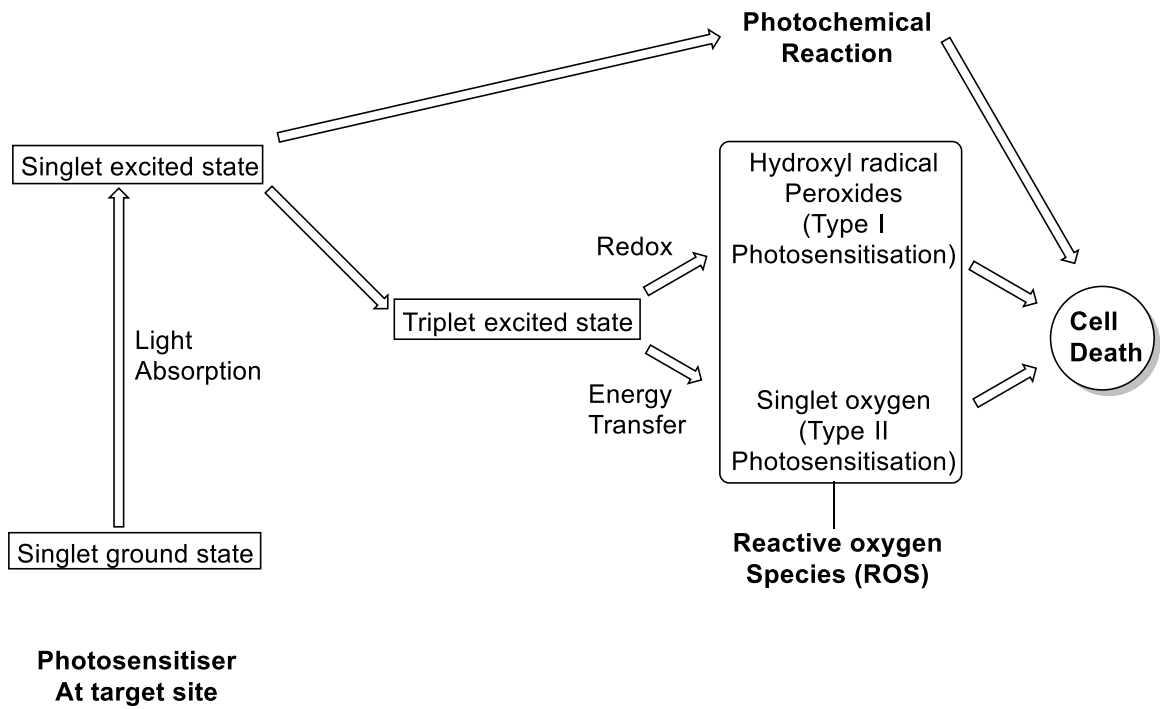 Photochemical
Reaction
Singlet excited state
Hydroxyl radical
Peroxides
(Type I
Photosensitisation)
Redox
Triplet excited state
Light
Absorption
Cell
Death
Energy
Transfer
Singlet oxygen
(Type II
Photosensitisation)
Singlet ground state
Reactive oxygen
Species (ROS)
Photosensitiser
At target site